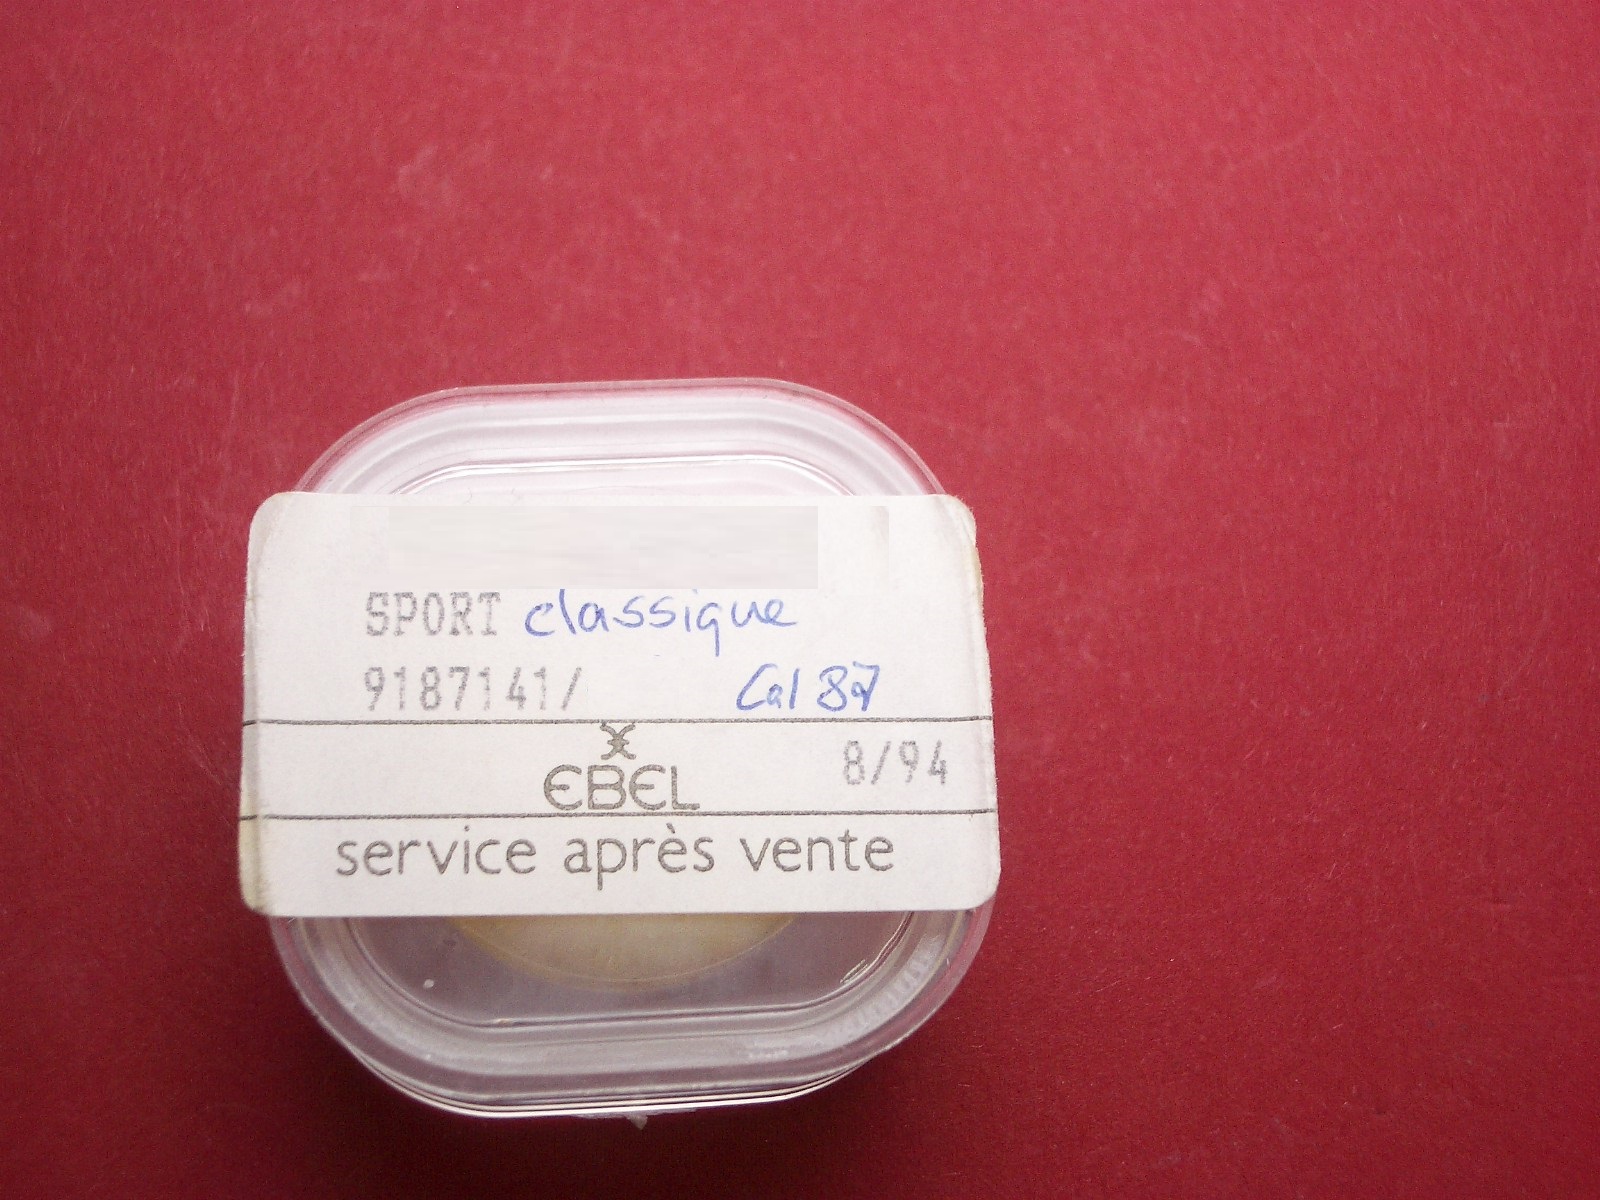 SPORT classique
9187141/ Cal 87
EBEL 8/94
service après vente